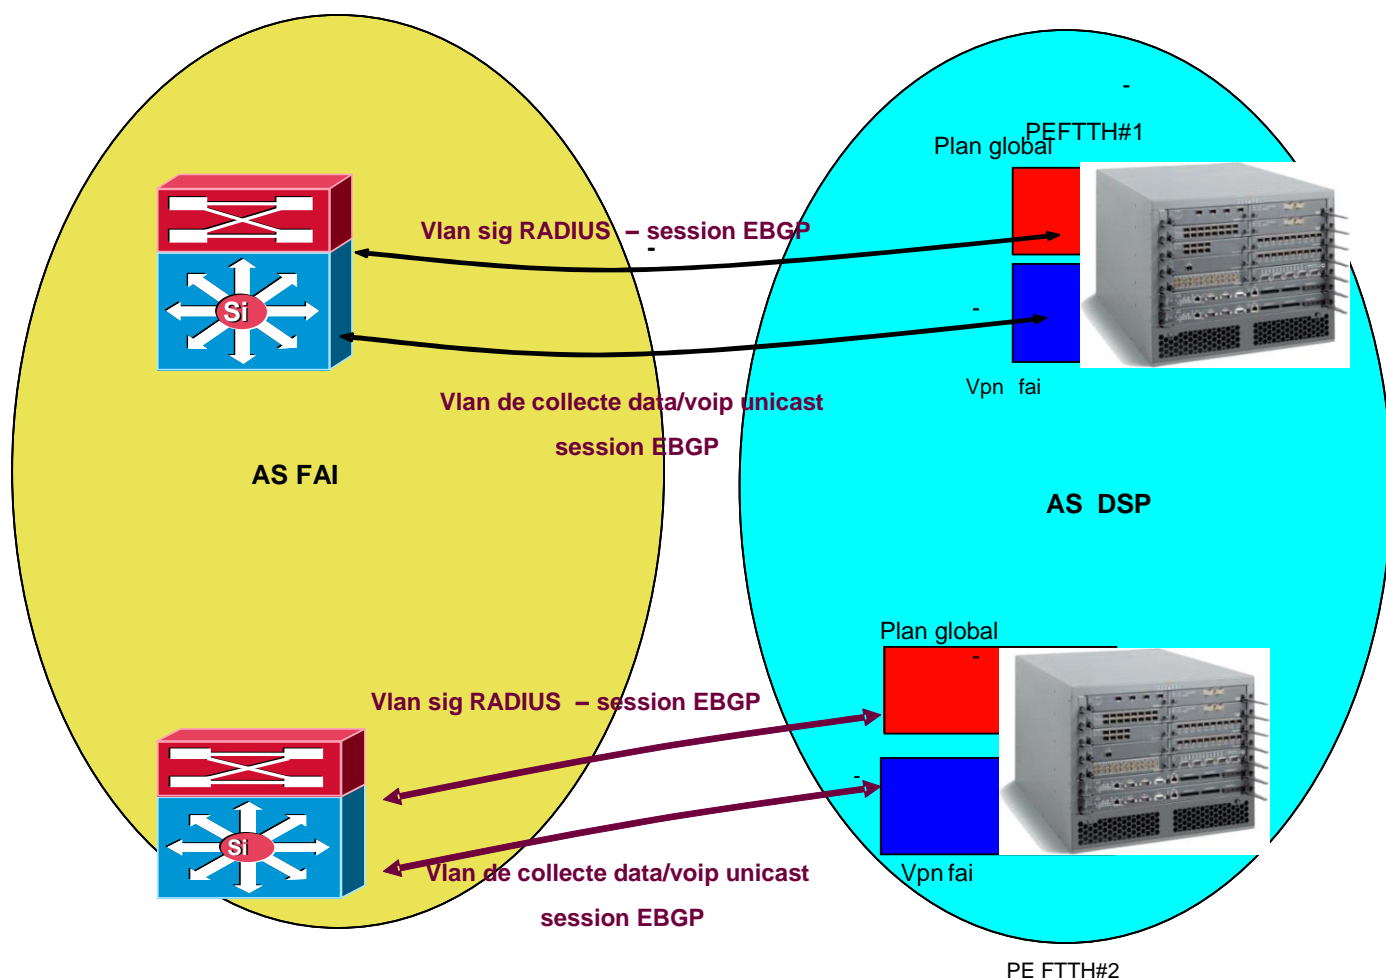 PEFTTH#1
Plan global
Vlan sig RADIUS – session EBGP
-
-
-
Si
Vpn fai
Vlan de collecte data/voip unicast
session EBGP
AS FAI
AS DSP
Plan global
-
Vlan sig RADIUS – session EBGP
-
Si
Vlan de collecte data/voip unicast
session EBGP
Vpn fai
PE FTTH#2